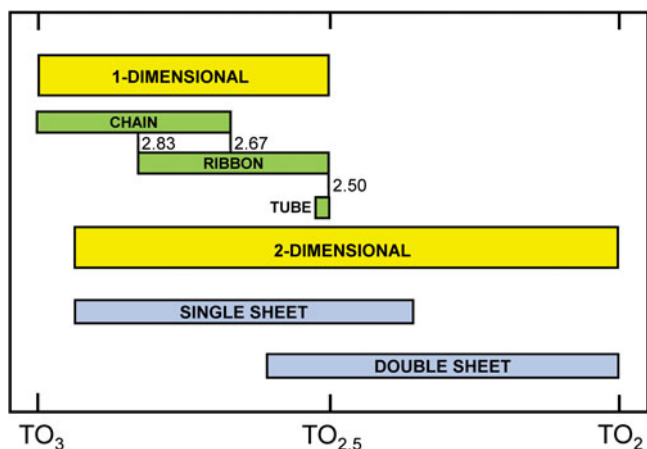 1-DIMENSIONAL
CHAIN
2.83 2.67
RIBBON
2.50
TUBE
2-DIMENSIONAL
SINGLE SHEET
DOUBLE SHEET
TO₃ TO₂.₅ TO₂